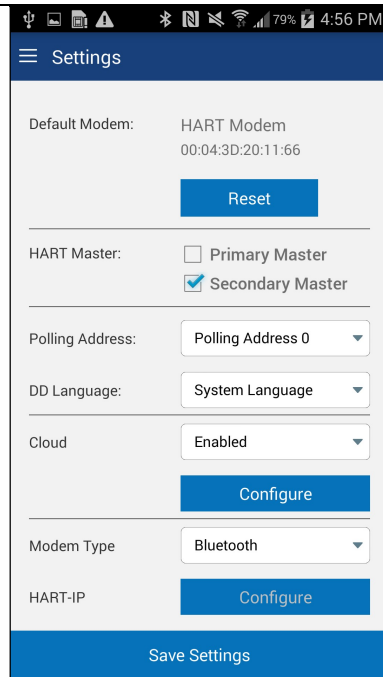 79% 4:56 PM
Settings
Default Modem: HART Modem
00:04:3D:20:11:66
Reset
HART Master: Primary Master
Secondary Master
Polling Address: Polling Address 0
DD Language: System Language
Cloud Enabled
Configure
Modem Type Bluetooth
HART-IP Configure
Save Settings